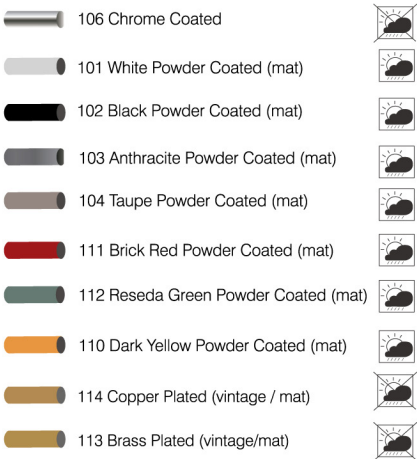 106 Chrome Coated
101 White Powder Coated (mat)
102 Black Powder Coated (mat)
103 Anthracite Powder Coated (mat)
104 Taupe Powder Coated (mat)
111 Brick Red Powder Coated (mat)
112 Reseda Green Powder Coated (mat)
110 Dark Yellow Powder Coated (mat)
114 Copper Plated (vintage / mat)
113 Brass Plated (vintage/mat)